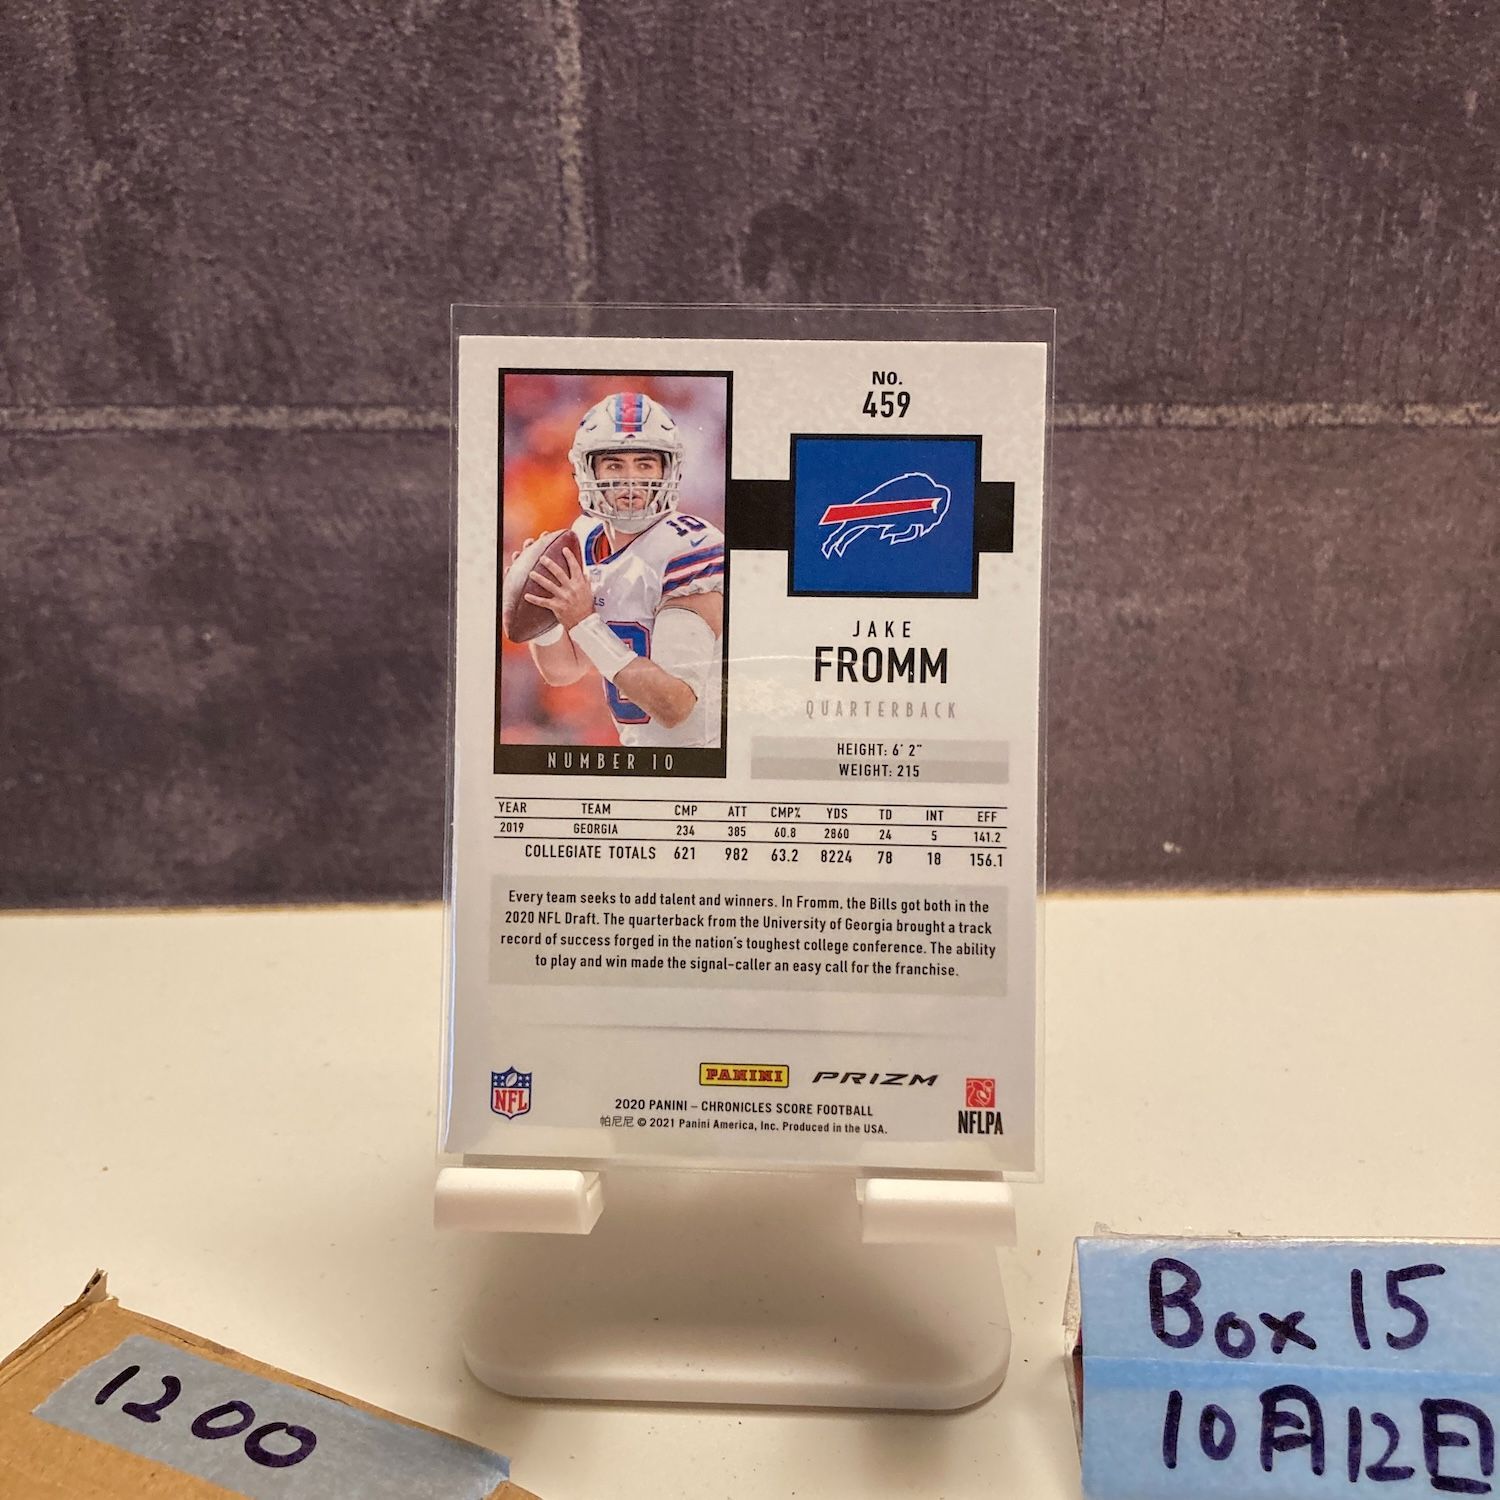 No.
459
10
LS
JAKE
FROMM
QUARTERBACK
NUMBER 10
HEIGHT: 6' 2"
WEIGHT: 215
YEAR TEAM CMP ATT CMP% YDS TD INT EFF
2019 GEORGIA 234 385 60.8 2860 24 5 141.2
COLLEGIATE TOTALS 621 982 63.2 8224 78 18 156.1
Every team seeks to add talent and winners. In Fromm, the Bills got both in the
2020 NFL Draft. The quarterback from the University of Georgia brought a track
record of success forged in the nation's toughest college conference. The ability
to play and win made the signal-caller an easy call for the franchise.
NFL
PANINI PRIZM
2020 PANINI – CHRONICLES SCORE FOOTBALL
帕尼尼 © 2021 Panini America, Inc. Produced in the USA.
NFLPA
1200
Box 15
10月12日